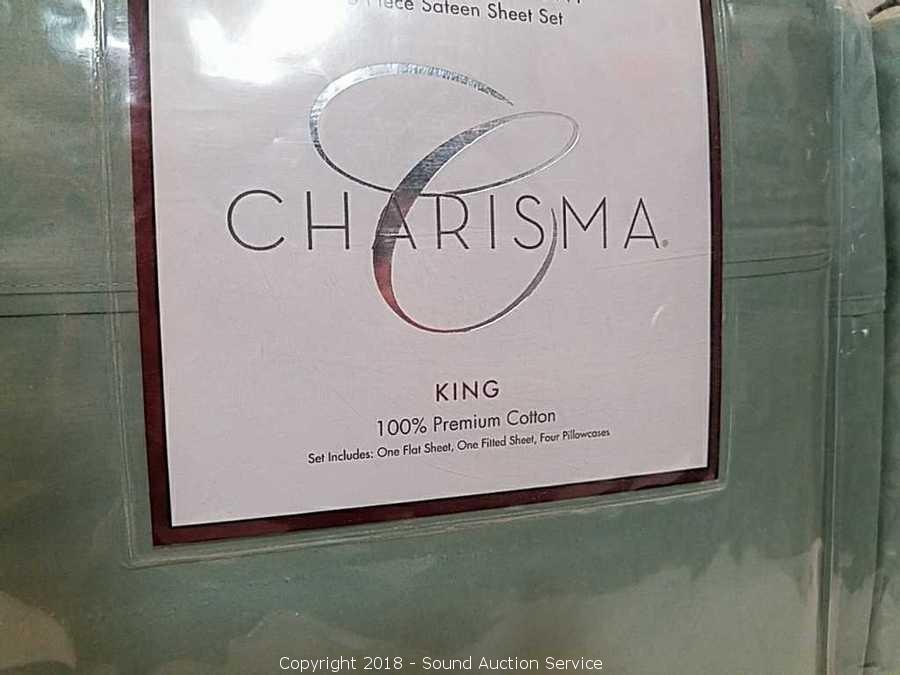 Piece Sateen Sheet Set
CHARISMA®
KING
100% Premium Cotton
Set Includes: One Flat Sheet, One Fitted Sheet, Four Pillowcases
Copyright 2018 - Sound Auction Service